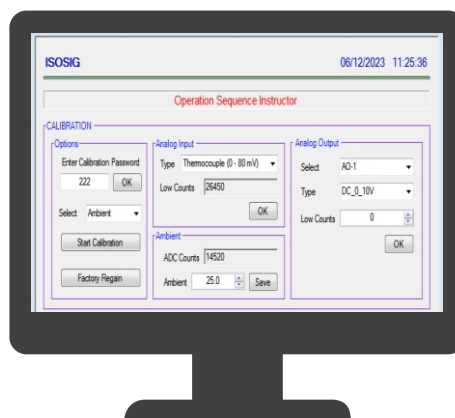 ISOSIG 06/12/2023 11:25:36
Operation Sequence Instructor
CALIBRATION
Options
Enter Calibration Password
222 OK
Select Ambient
Start Calibration
Factory Regain
Analog Input
Type Thermocouple (0 - 80 mV)
Low Counts 26450
OK
Ambient
ADC Counts 14520
Ambient 25.0 Save
Analog Output
Select AO-1
Type DC_0_10V
Low Counts 0
OK